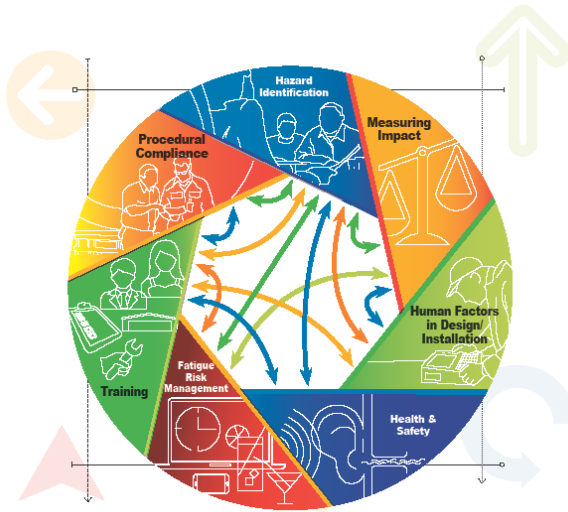 Hazard
Identification
Measuring
Impact
Procedural
Compliance
Human Factors
in Design/
Installation
Training
Fatigue
Risk
Management
Health &
Safety